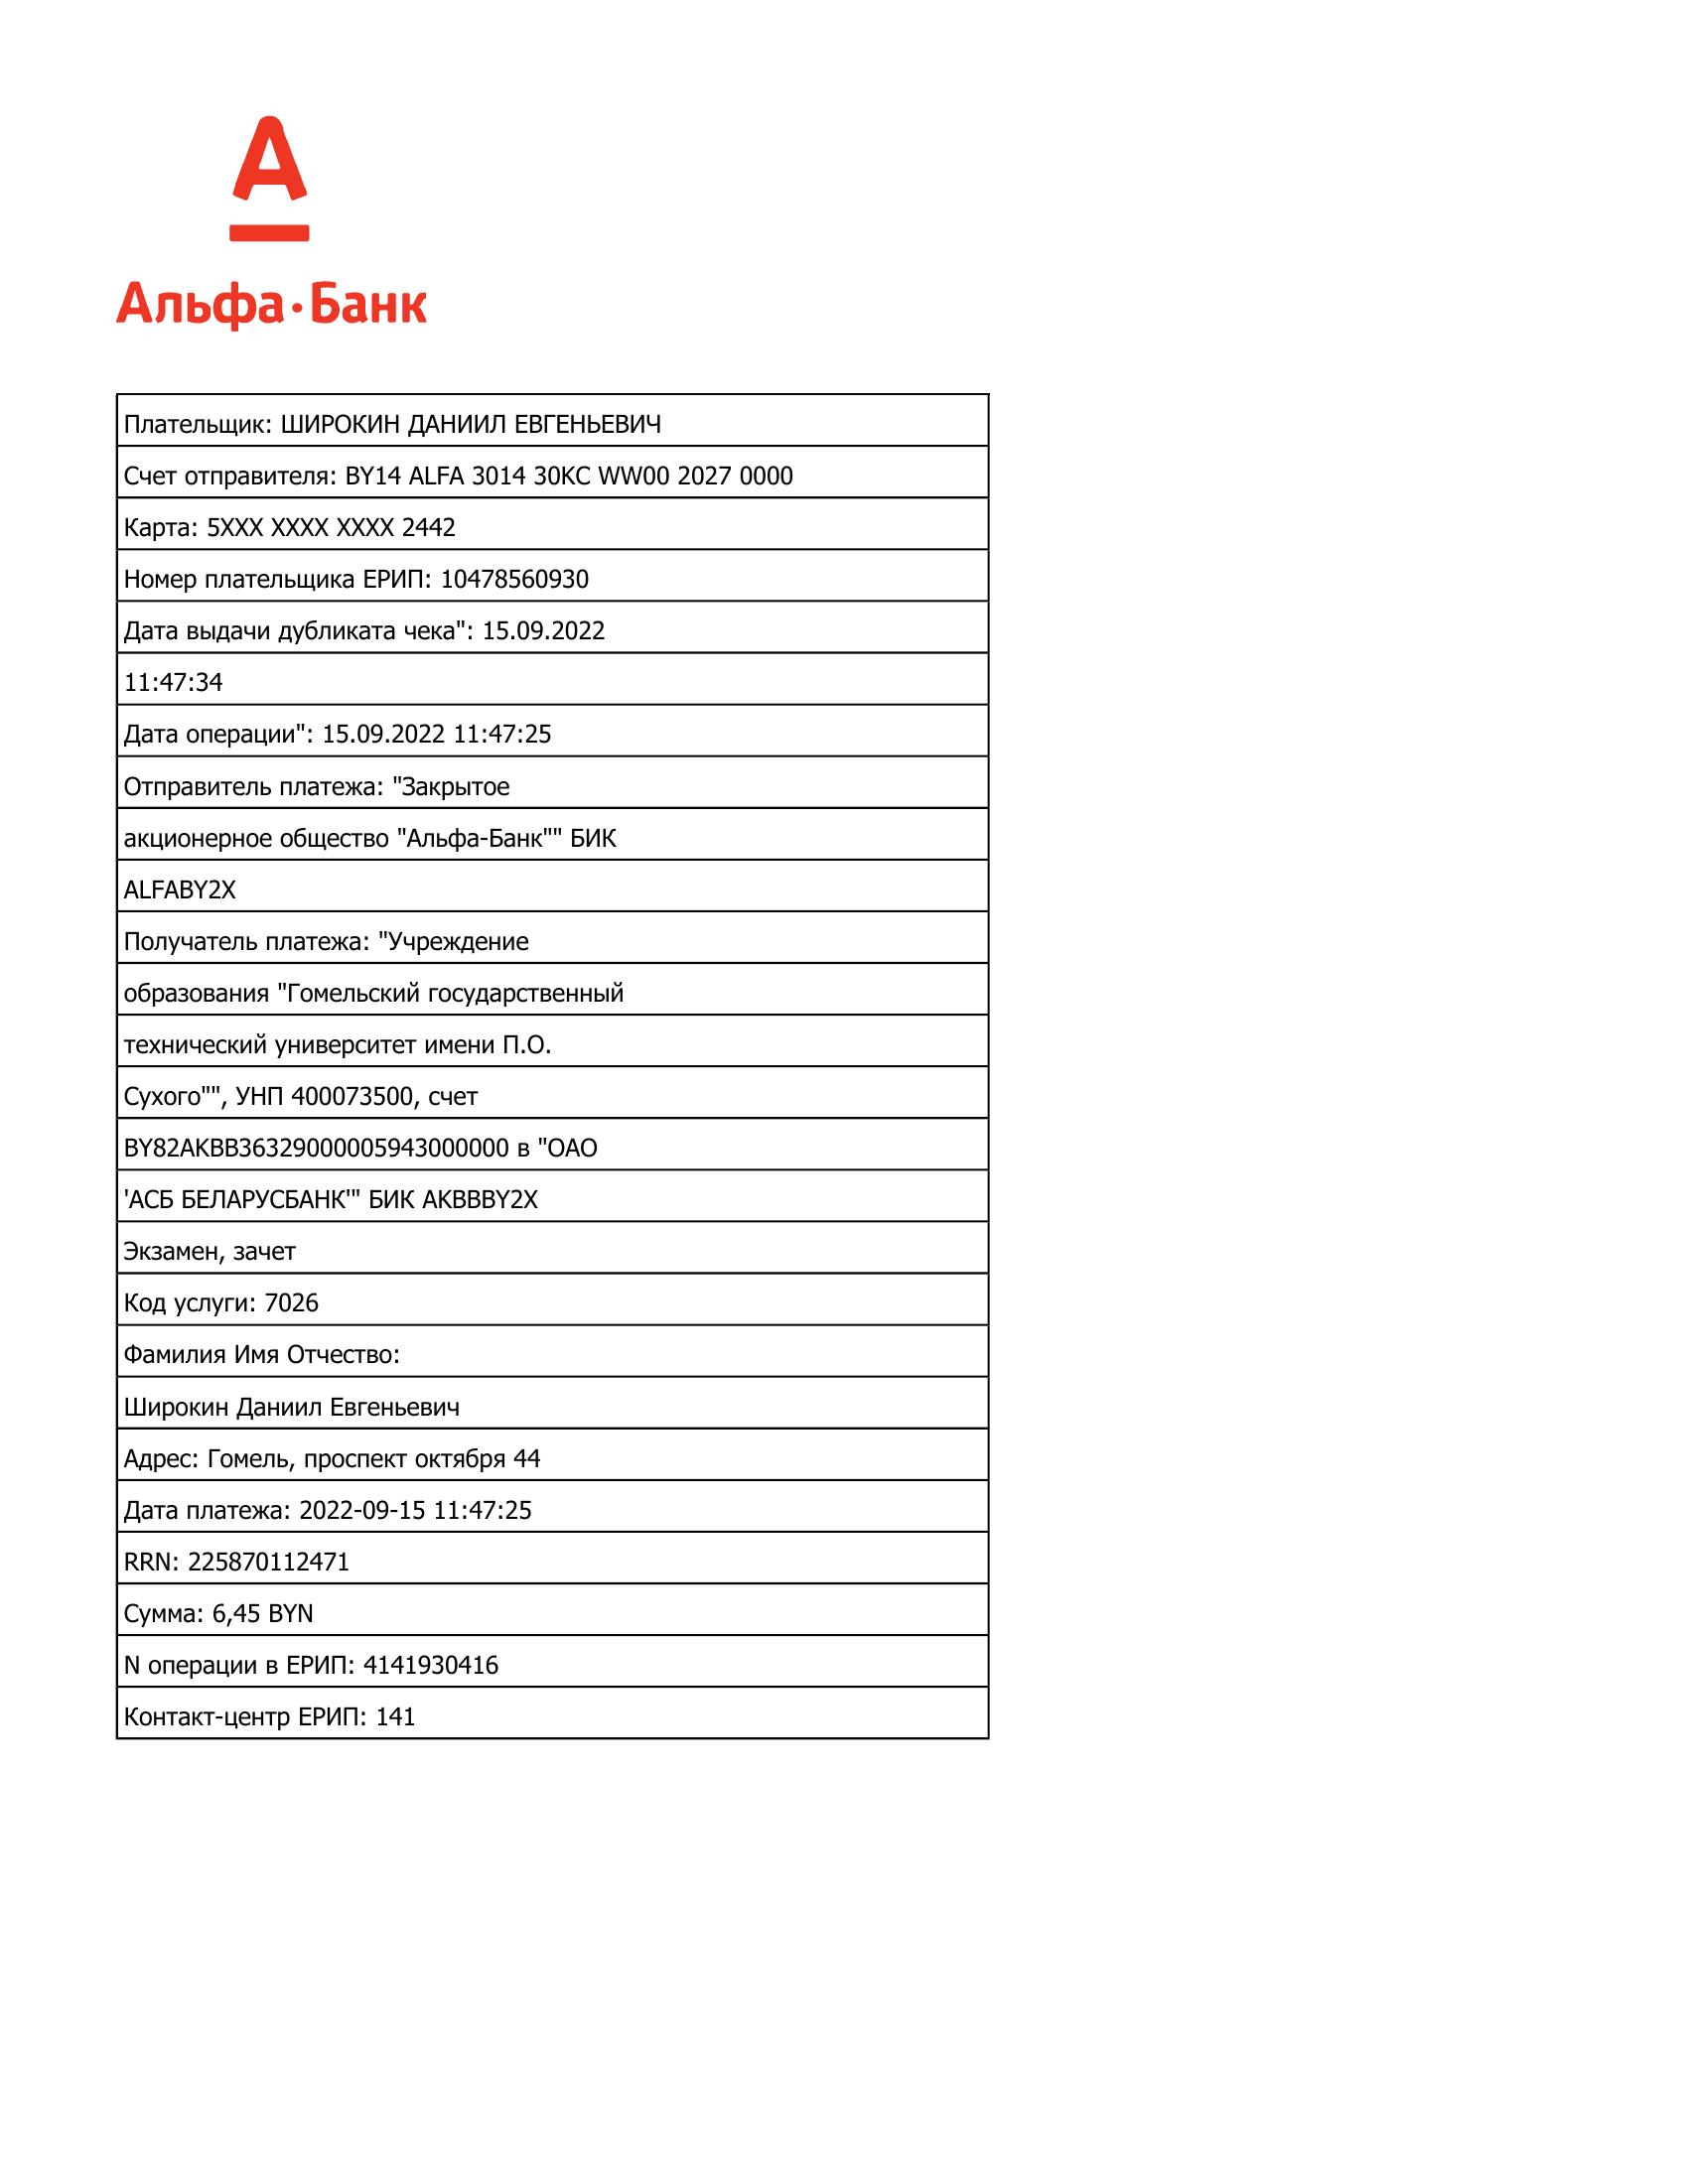 А
Альфа·Банк
Плательщик: ШИРОКИН ДАНИИЛ ЕВГЕНЬЕВИЧ
Счет отправителя: BY14 ALFA 3014 30KC WW00 2027 0000
Карта: 5XXX XXXX XXXX 2442
Номер плательщика ЕРИП: 10478560930
Дата выдачи дубликата чека": 15.09.2022
11:47:34
Дата операции": 15.09.2022 11:47:25
Отправитель платежа: "Закрытое
акционерное общество "Альфа-Банк"" БИК
ALFABY2X
Получатель платежа: "Учреждение
образования "Гомельский государственный
технический университет имени П.О.
Сухого"", УНП 400073500, счет
BY82AKBB36329000005943000000 в "ОАО
'АСБ БЕЛАРУСБАНК'" БИК AKBBBY2X
Экзамен, зачет
Код услуги: 7026
Фамилия Имя Отчество:
Широкин Даниил Евгеньевич
Адрес: Гомель, проспект октября 44
Дата платежа: 2022-09-15 11:47:25
RRN: 225870112471
Сумма: 6,45 BYN
N операции в ЕРИП: 4141930416
Контакт-центр ЕРИП: 141